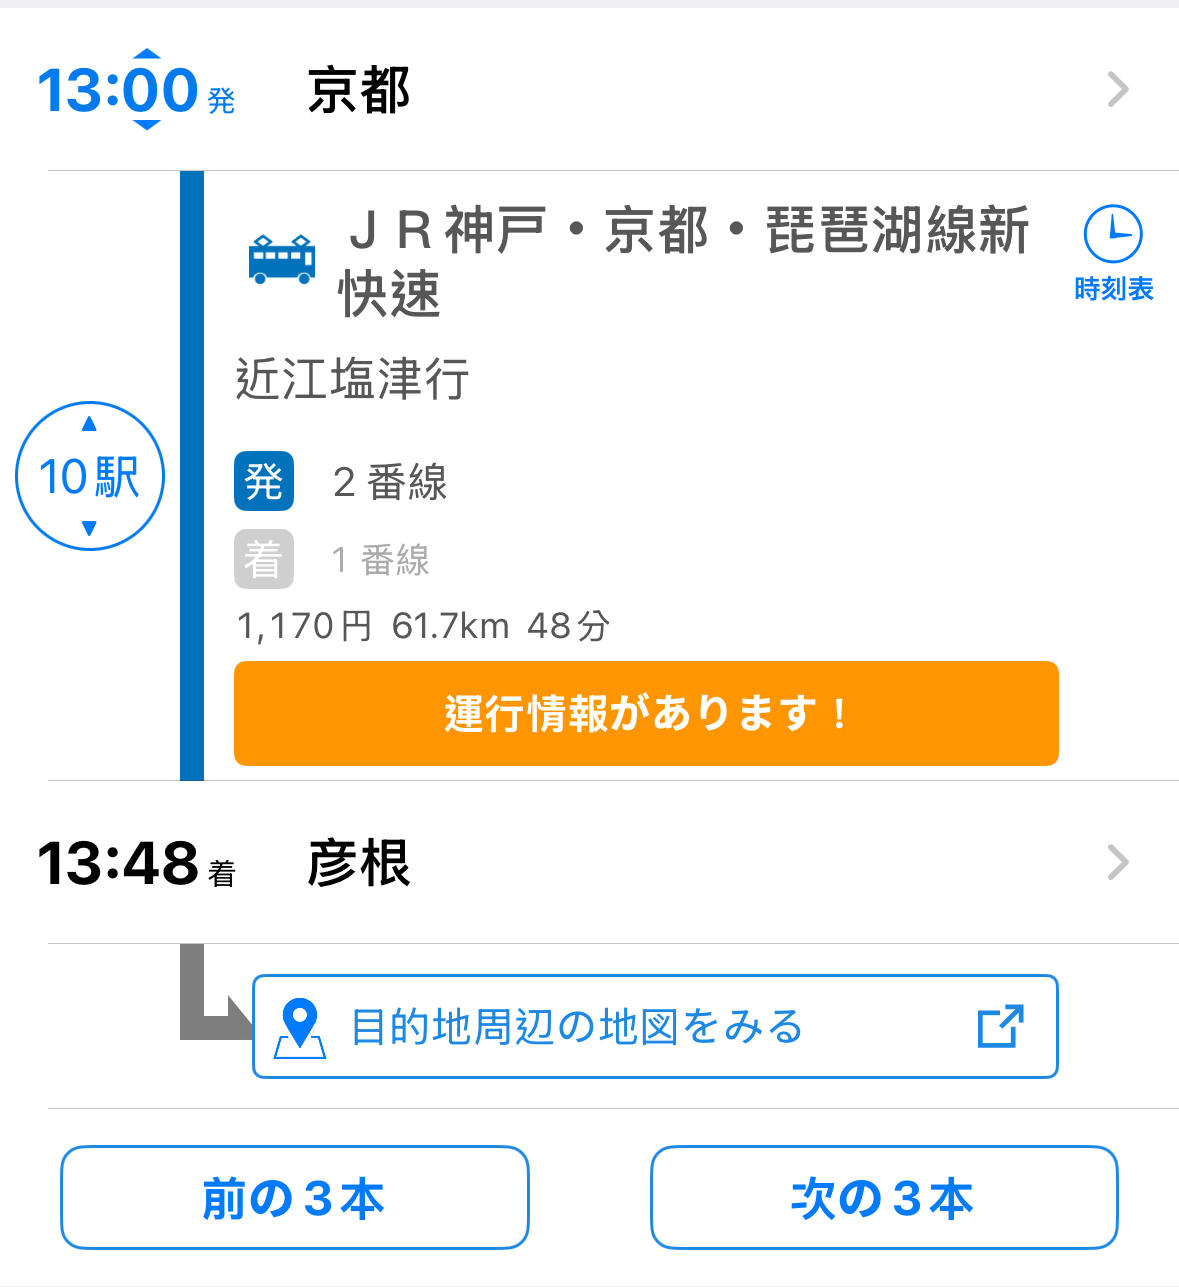 13:00発 京都
ＪＲ神戸・京都・琵琶湖線新
快速
時刻表
近江塩津行
10駅
発 2番線
着 1番線
1,170円 61.7km 48分
運行情報があります！
13:48着 彦根
目的地周辺の地図をみる
前の3本 次の3本